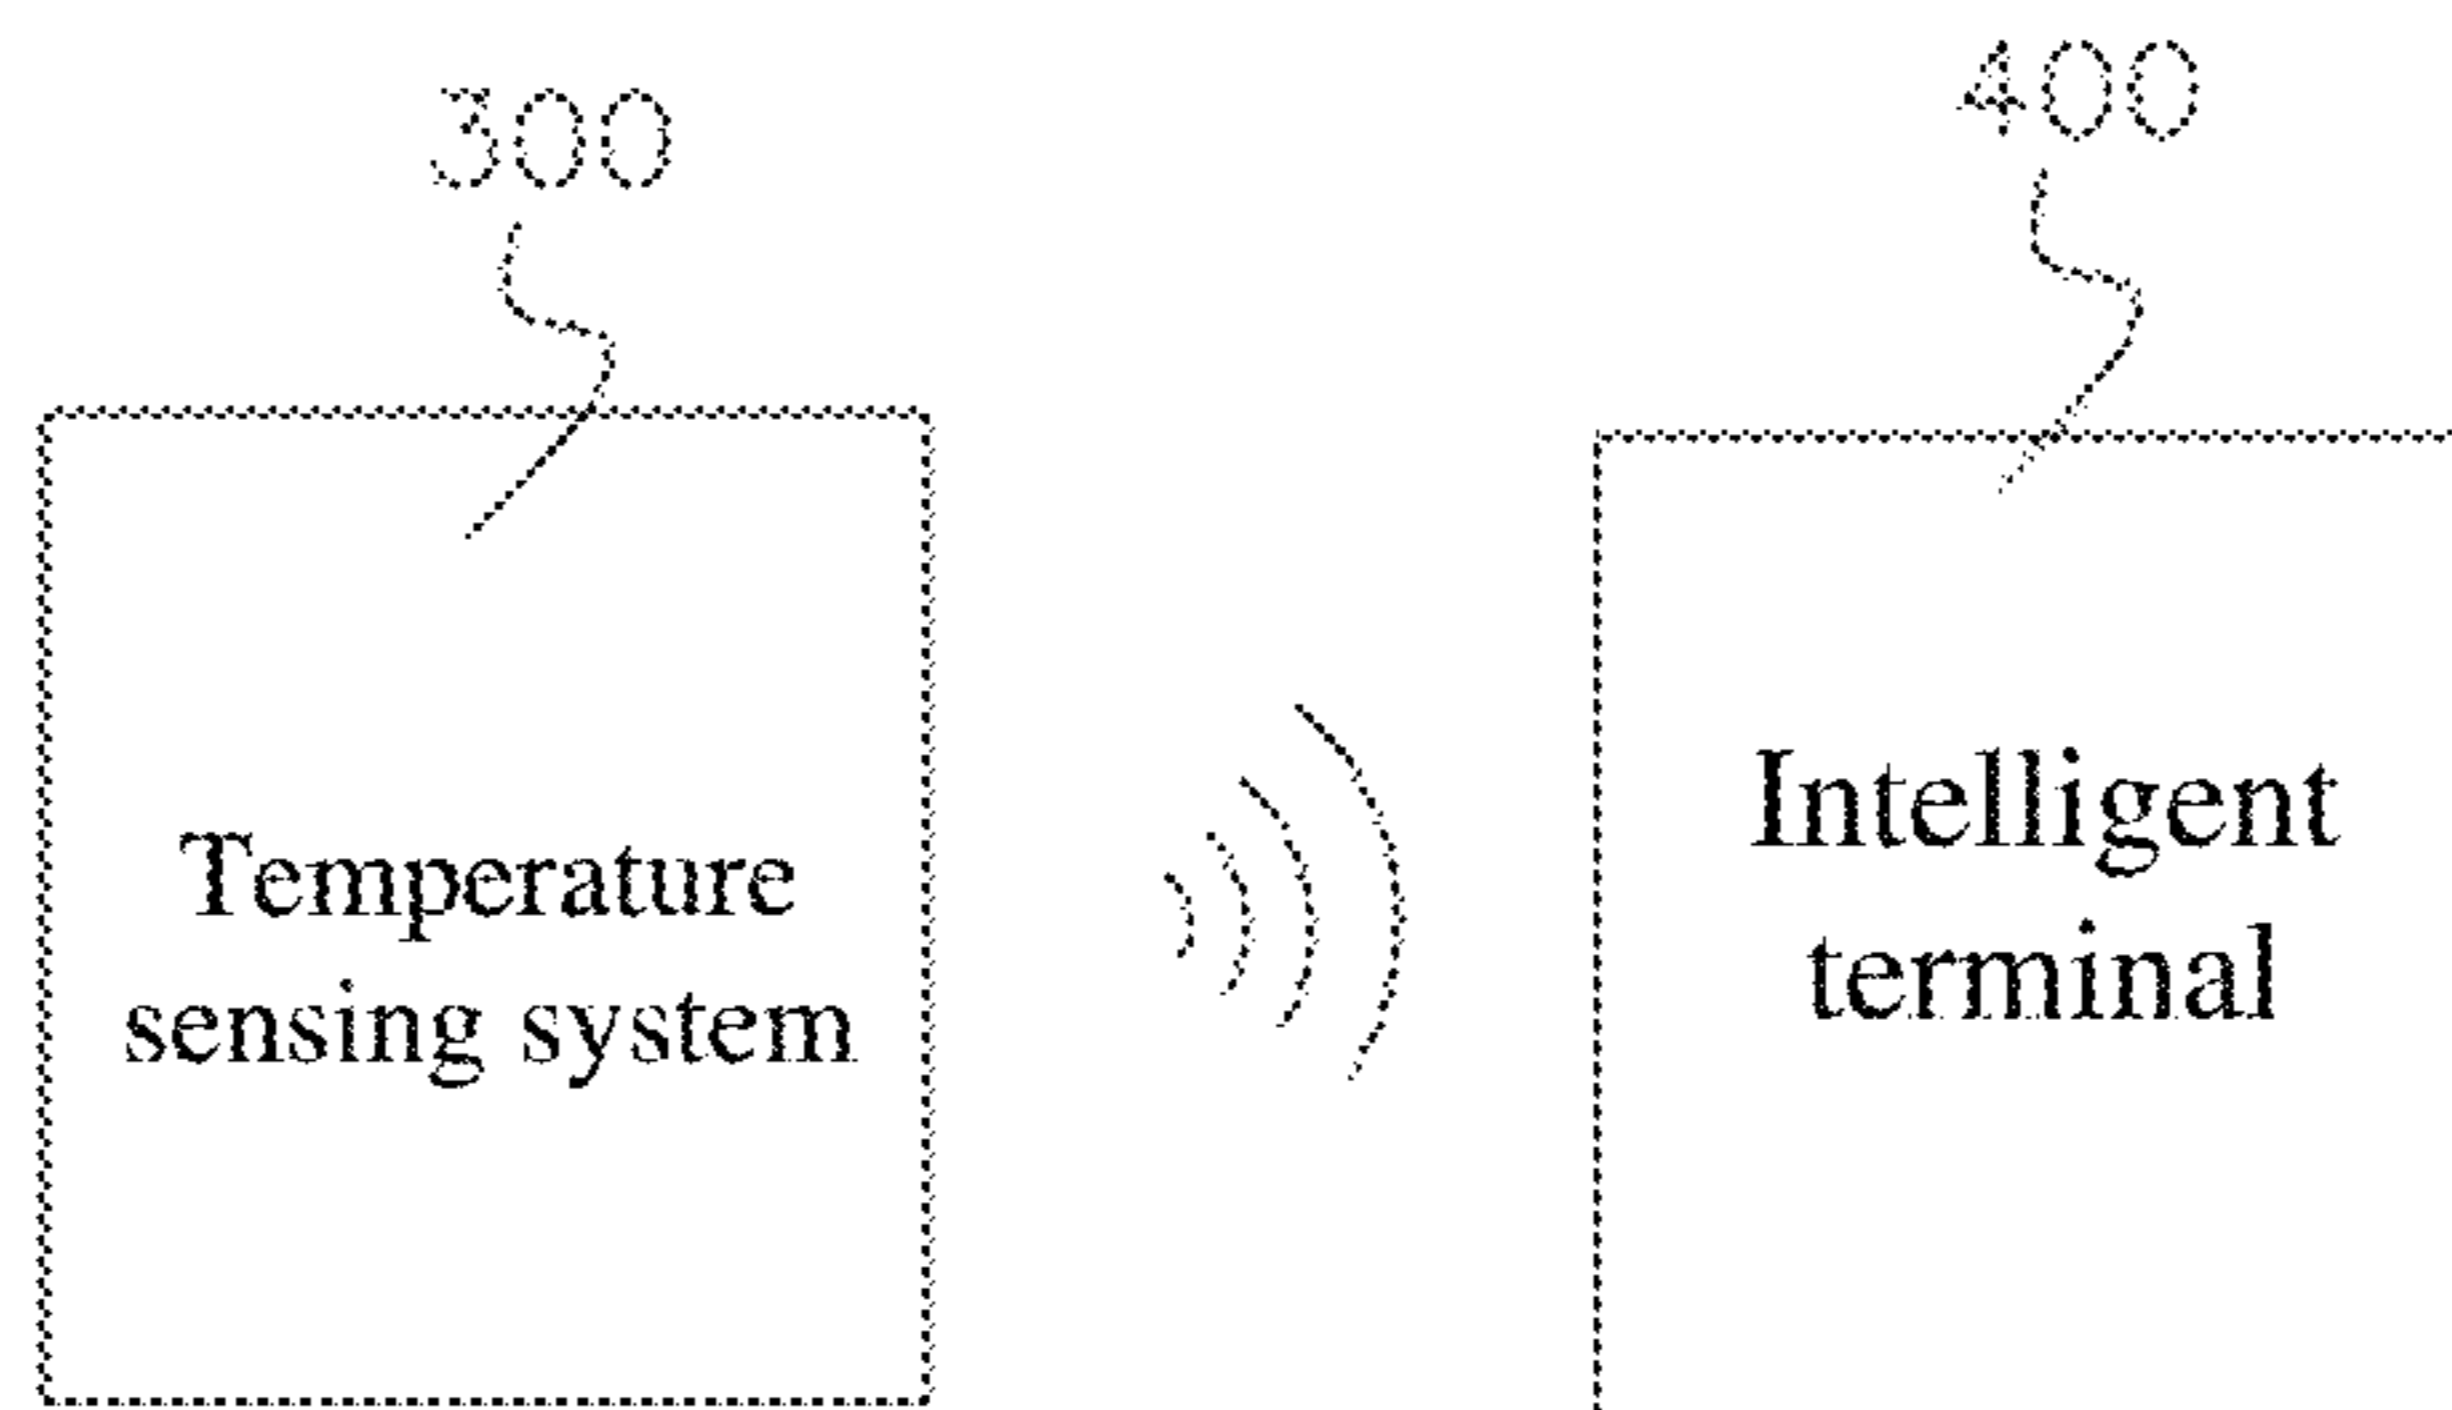 300
400
Temperature
sensing system
Intelligent
terminal